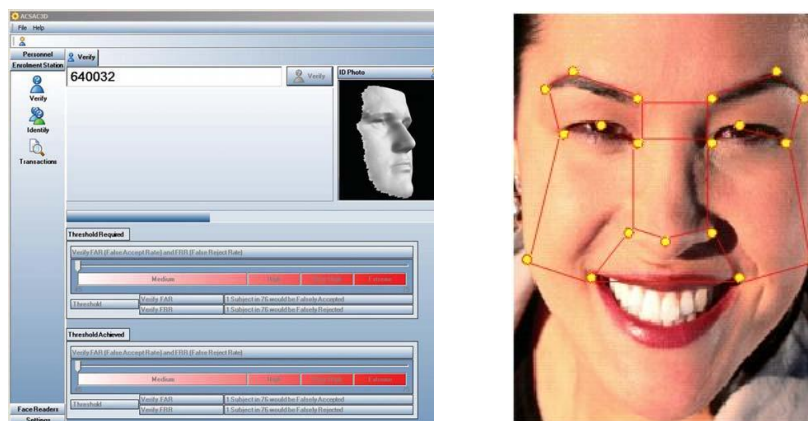 ACSAC3D
File Help
Personnel
Enrolment Station
Verify
Identify
Transactions
Face Readers
Settings
Verify
640032
Verify
ID Photo
Threshold Required
Verify FAR (False Accept Rate) and FRR (False Reject Rate)
Medium High Very High Extreme
Threshold
Verify FAR 1 Subject in 76 would be Falsely Accepted
Verify FRR 1 Subject in 76 would be Falsely Rejected
Threshold Achieved
Verify FAR (False Accept Rate) and FRR (False Reject Rate)
Medium High Very High Extreme
Threshold
Verify FAR 1 Subject in 76 would be Falsely Accepted
Verify FRR 1 Subject in 76 would be Falsely Rejected